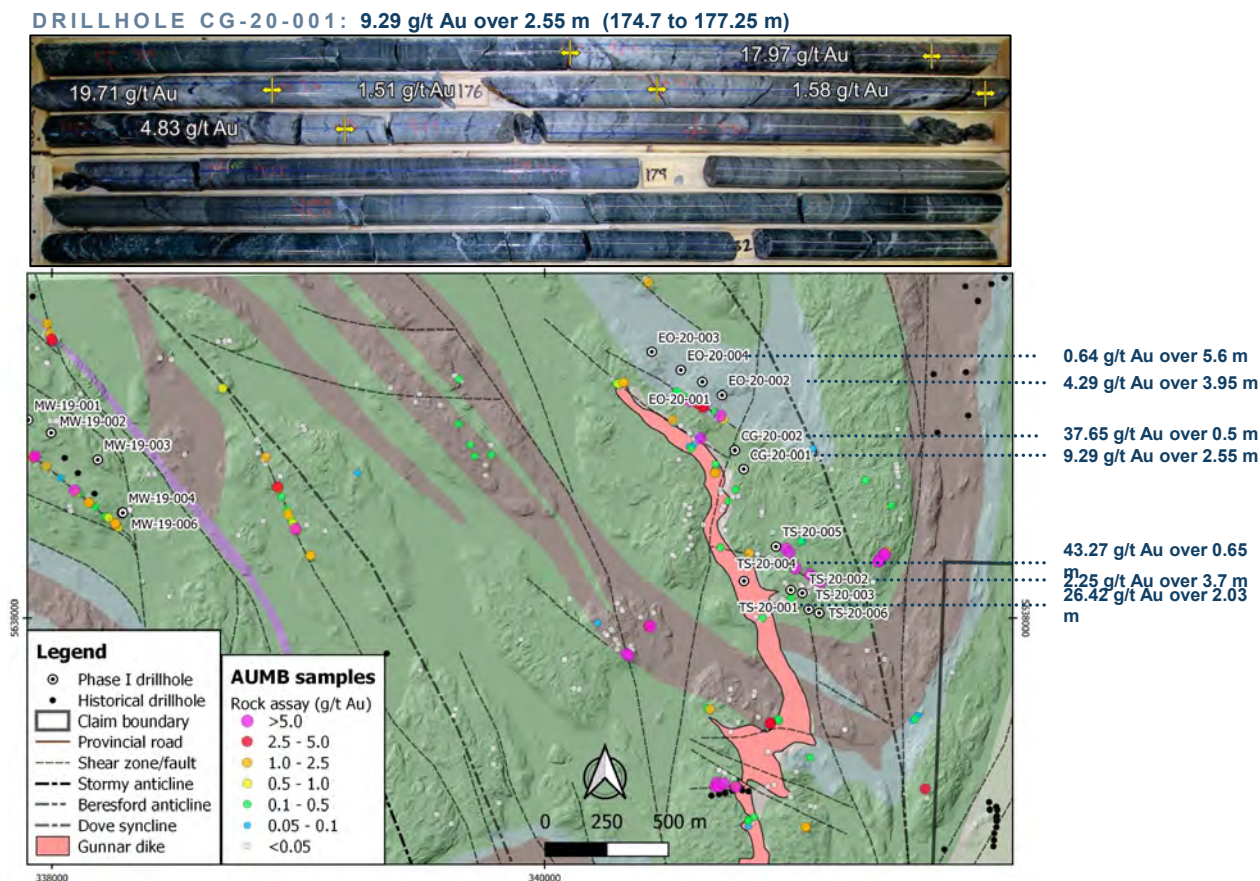 DRILLHOLE CG-20-001: 9.29 g/t Au over 2.55 m (174.7 to 177.25 m)
17.97 g/t Au
19.71 g/t Au
1.51 g/t Au
176
1.58 g/t Au
4.83 g/t Au
179
EO-20-003
EO-20-004
0.64 g/t Au over 5.6 m
EO-20-002
4.29 g/t Au over 3.95 m
EO-20-001
MW-19-001
MW-19-002
CG-20-002
37.65 g/t Au over 0.5 m
MW-19-003
CG-20-001
9.29 g/t Au over 2.55 m
MW-19-004
MW-19-006
TS-20-005
43.27 g/t Au over 0.65
m
TS-20-004
TS-20-002
2.25 g/t Au over 3.7 m
TS-20-003
26.42 g/t Au over 2.03
m
TS-20-001
TS-20-006
5638000
5638000
Legend
Phase I drillhole
Historical drillhole
Claim boundary
Provincial road
Shear zone/fault
Stormy anticline
Beresford anticline
Dove syncline
Gunnar dike
AUMB samples
Rock assay (g/t Au)
>5.0
2.5 - 5.0
1.0 - 2.5
0.5 - 1.0
0.1 - 0.5
0.05 - 0.1
<0.05
0 250 500 m
338000
340000